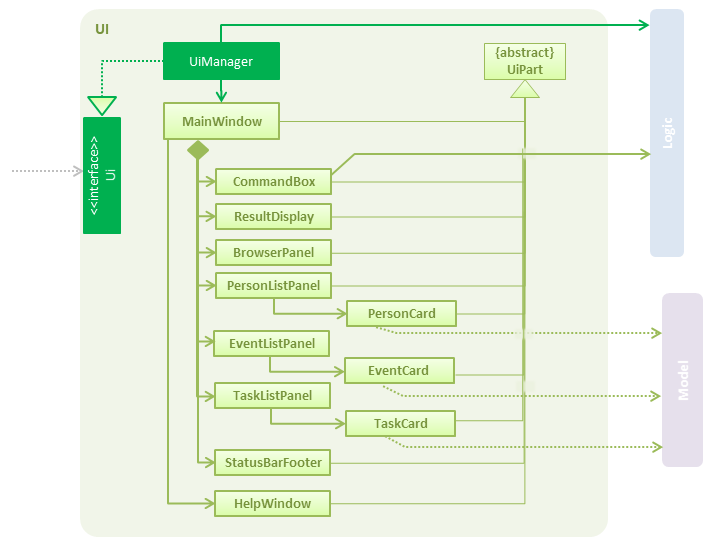 UI
UiManager
{abstract}
UiPart
MainWindow
<<interface>>
Ui
Logic
CommandBox
ResultDisplay
BrowserPanel
PersonListPanel
PersonCard
EventListPanel
EventCard
Model
TaskListPanel
TaskCard
StatusBarFooter
HelpWindow